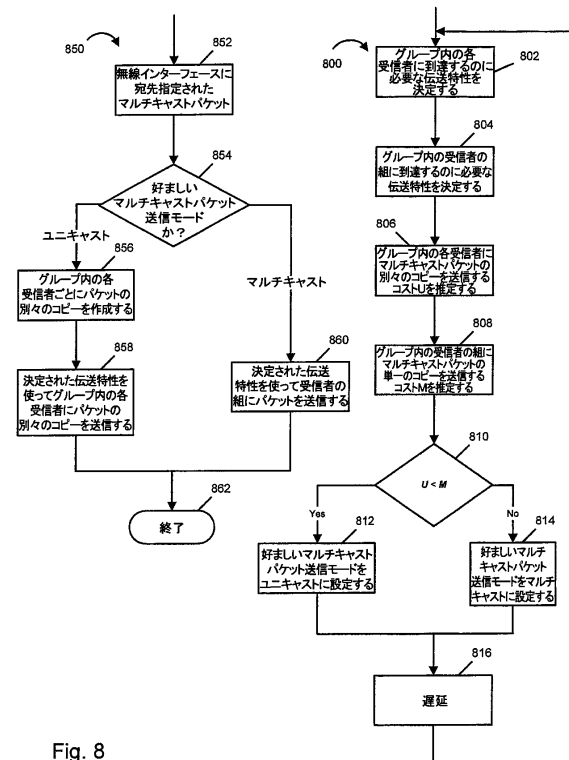 850
852
無線インターフェースに
宛先指定された
マルチキャストパケット
854
好ましい
マルチキャストパケット
送信モード
か?
ユニキャスト
マルチキャスト
856
グループ内の各
受信者ごとにパケットの
別々のコピーを作成する
858
決定された伝送特性を
使ってグループ内の各
受信者にパケットの
別々のコピーを送信する
860
決定された伝送
特性を使って受信者の
組にパケットを送信する
862
終了
800
802
グループ内の各
受信者に到達するのに
必要な伝送特性を
決定する
804
グループ内の受信者の
組に到達するのに必要な
伝送特性を決定する
806
グループ内の各受信者に
マルチキャストパケットの
別々のコピーを送信する
コストUを推定する
808
グループ内の受信者の組に
マルチキャストパケットの
単一のコピーを送信する
コストMを推定する
810
U < M
Yes
No
812
好ましいマルチキャスト
パケット送信モードを
ユニキャストに設定する
814
好ましいマルチ
キャストパケット
送信モードをマルチ
キャストに設定する
816
遅延
Fig. 8